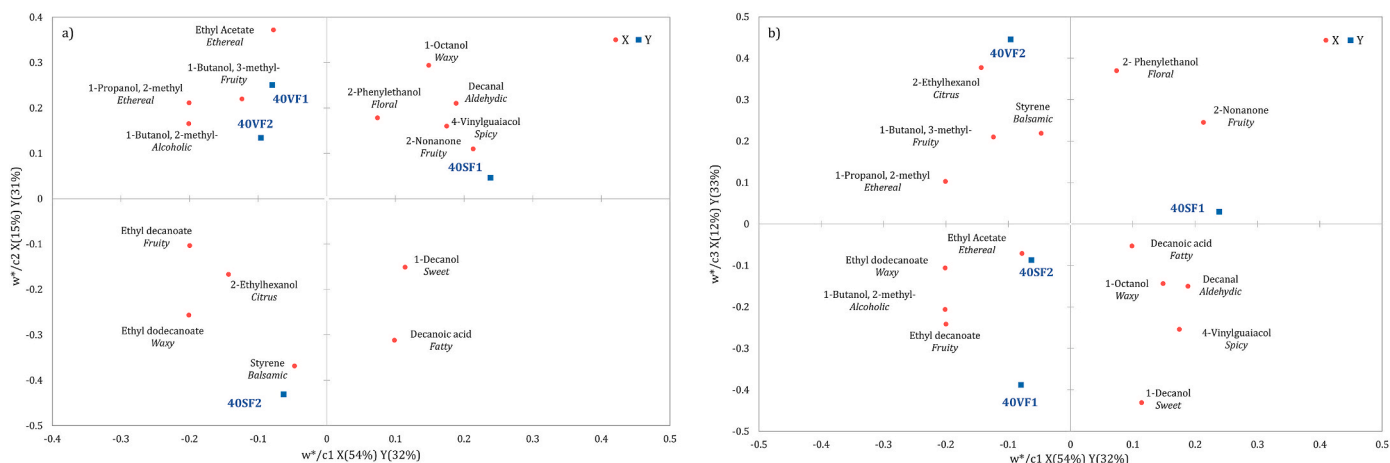 a)
X Y
Ethyl Acetate
Ethereal
1-Octanol
Waxy
1-Butanol, 3-methyl-
Fruity
40VF1
1-Propanol, 2-methyl
Ethereal
2-Phenylethanol
Floral
Decanal
Aldehydic
40VF2
1-Butanol, 2-methyl-
Alcoholic
4-Vinylguaiacol
Spicy
2-Nonanone
Fruity
40SF1
Ethyl decanoate
Fruity
2-Ethylhexanol
Citrus
1-Decanol
Sweet
Ethyl dodecanoate
Waxy
Decanoic acid
Fatty
Styrene
Balsamic
40SF2
0.4
0.3
0.2
0.1
0
-0.1
-0.2
-0.3
-0.4
-0.5
w*/c2 X(15%) Y(31%)
-0.4 -0.3 -0.2 -0.1 0 0.1 0.2 0.3 0.4 0.5
w*/c1 X(54%) Y(32%)
b)
X Y
40VF2
2-Ethylhexanol
Citrus
2- Phenylethanol
Floral
Styrene
Balsamic
2-Nonanone
Fruity
1-Butanol, 3-methyl-
Fruity
1-Propanol, 2-methyl
Ethereal
40SF1
Ethyl Acetate
Ethereal
Decanoic acid
Fatty
Ethyl dodecanoate
Waxy
40SF2
1-Octanol
Waxy
Decanal
Aldehydic
1-Butanol, 2-methyl-
Alcoholic
Ethyl decanoate
Fruity
4-Vinylguaiacol
Spicy
40VF1
1-Decanol
Sweet
0.5
0.4
0.3
0.2
0.1
0
-0.1
-0.2
-0.3
-0.4
-0.5
w*/c3 X(12%) Y(33%)
-0.5 -0.4 -0.3 -0.2 -0.1 0 0.1 0.2 0.3 0.4 0.5
w*/c1 X(54%) Y(32%)